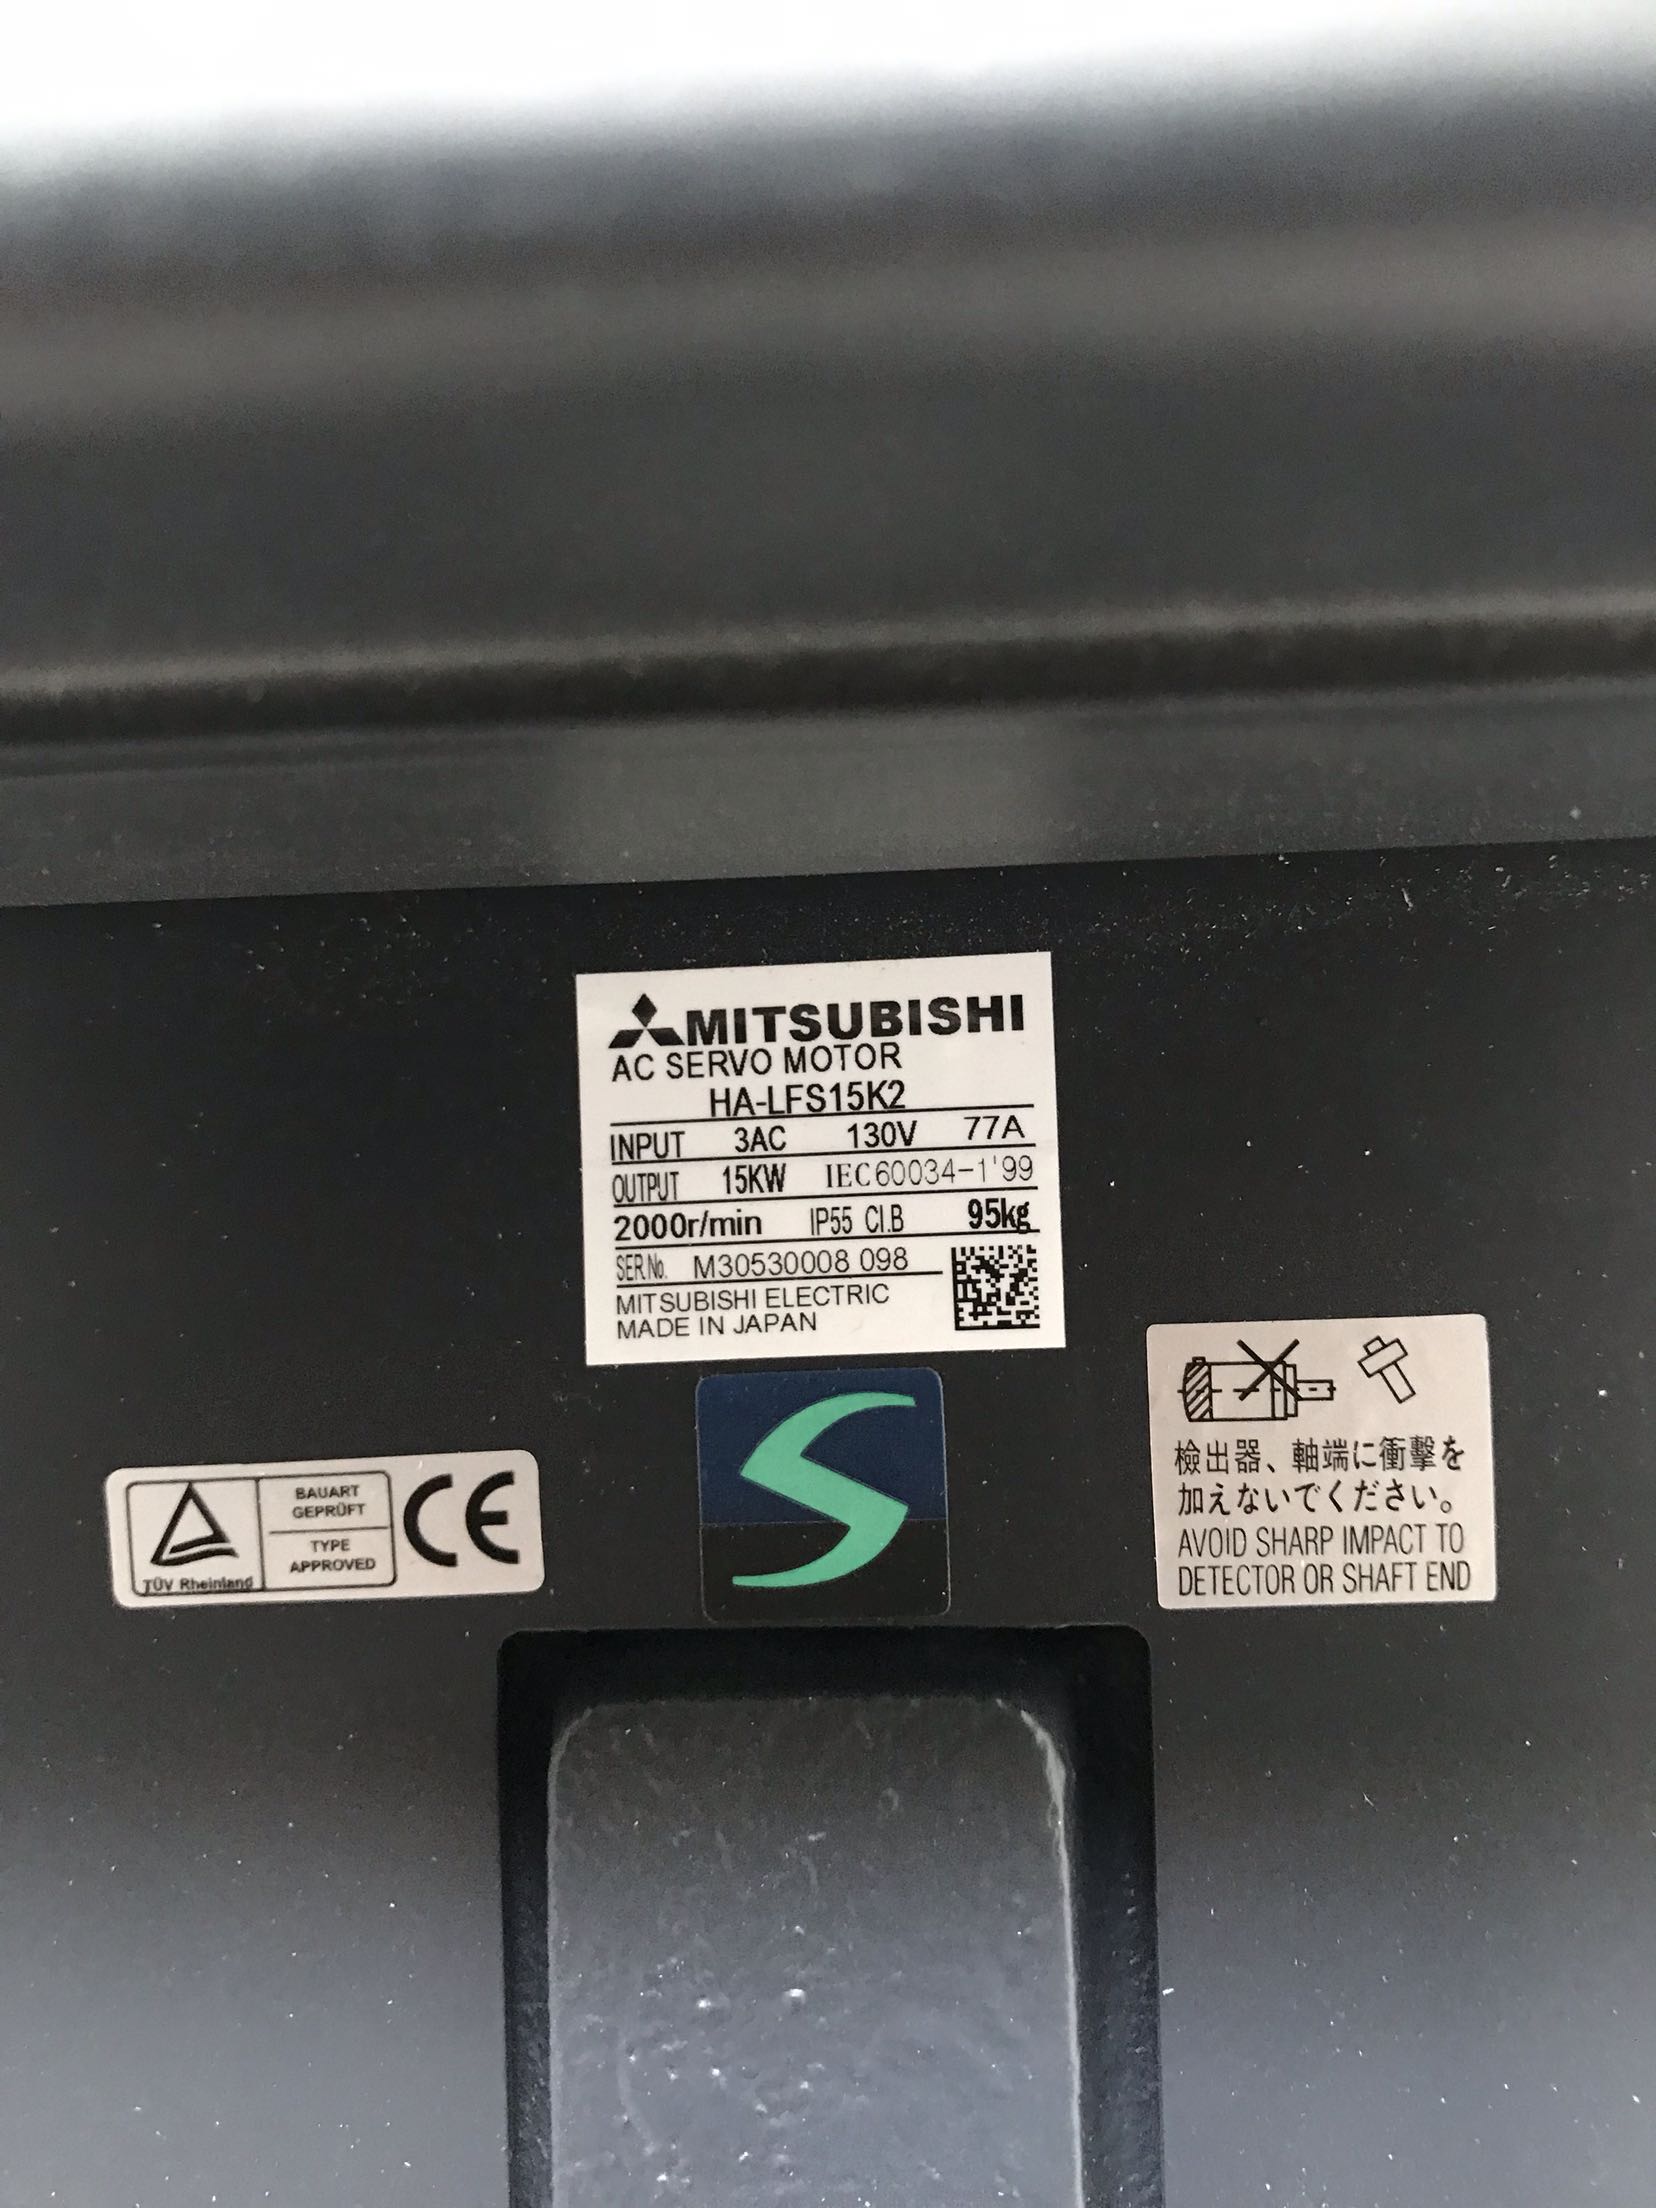 MITSUBISHI
AC SERVO MOTOR
HA-LFS15K2
INPUT 3AC 130V 77A
OUTPUT 15KW IEC60034-1'99
2000r/min IP55 CI.B 95kg
SER.No. M30530008 098
MITSUBISHI ELECTRIC
MADE IN JAPAN
TÜV Rheinland
BAUART
GEPRÜFT
TYPE
APPROVED
CE
S
検出器、軸端に衝撃を
加えないでください。
AVOID SHARP IMPACT TO
DETECTOR OR SHAFT END